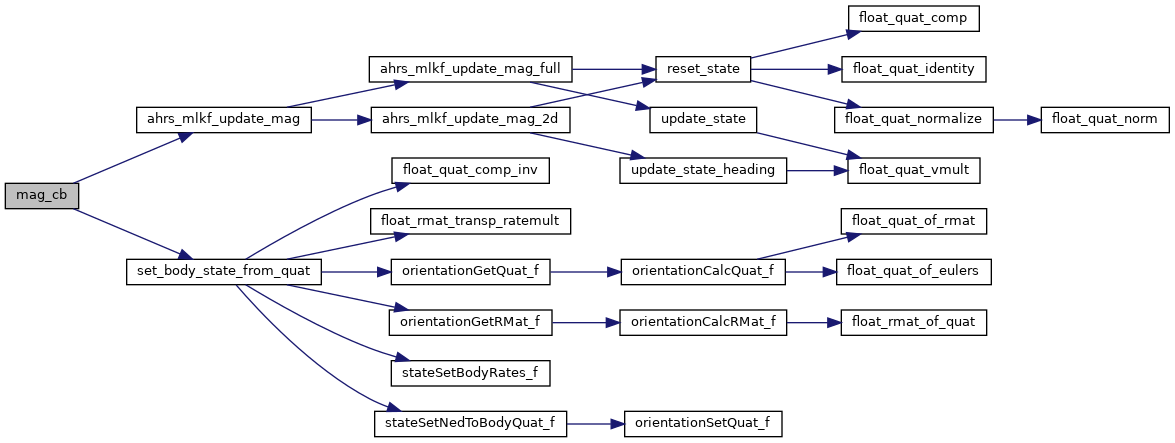 mag_cb
ahrs_mlkf_update_mag
ahrs_mlkf_update_mag_full
reset_state
float_quat_comp
float_quat_identity
float_quat_normalize
float_quat_norm
update_state
float_quat_vmult
ahrs_mlkf_update_mag_2d
update_state_heading
set_body_state_from_quat
float_quat_comp_inv
float_rmat_transp_ratemult
orientationGetQuat_f
orientationCalcQuat_f
float_quat_of_rmat
float_quat_of_eulers
orientationGetRMat_f
orientationCalcRMat_f
float_rmat_of_quat
stateSetBodyRates_f
stateSetNedToBodyQuat_f
orientationSetQuat_f